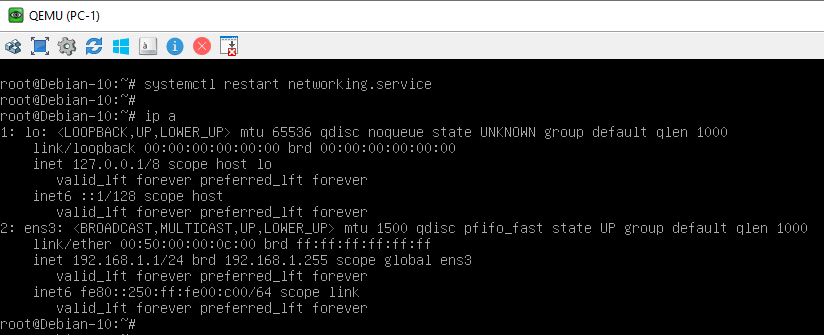 QEMU (PC-1)
a
root@Debian-10:~# systemctl restart networking.service
root@Debian-10:~#
root@Debian-10:~# ip a
1: lo: <LOOPBACK,UP,LOWER_UP> mtu 65536 qdisc noqueue state UNKNOWN group default qlen 1000
    link/loopback 00:00:00:00:00:00 brd 00:00:00:00:00:00
    inet 127.0.0.1/8 scope host lo
       valid_lft forever preferred_lft forever
    inet6 ::1/128 scope host
       valid_lft forever preferred_lft forever
2: ens3: <BROADCAST,MULTICAST,UP,LOWER_UP> mtu 1500 qdisc pfifo_fast state UP group default qlen 1000
    link/ether 00:50:00:00:0c:00 brd ff:ff:ff:ff:ff:ff
    inet 192.168.1.1/24 brd 192.168.1.255 scope global ens3
       valid_lft forever preferred_lft forever
    inet6 fe80::250:ff:fe00:c00/64 scope link
       valid_lft forever preferred_lft forever
root@Debian-10:~#